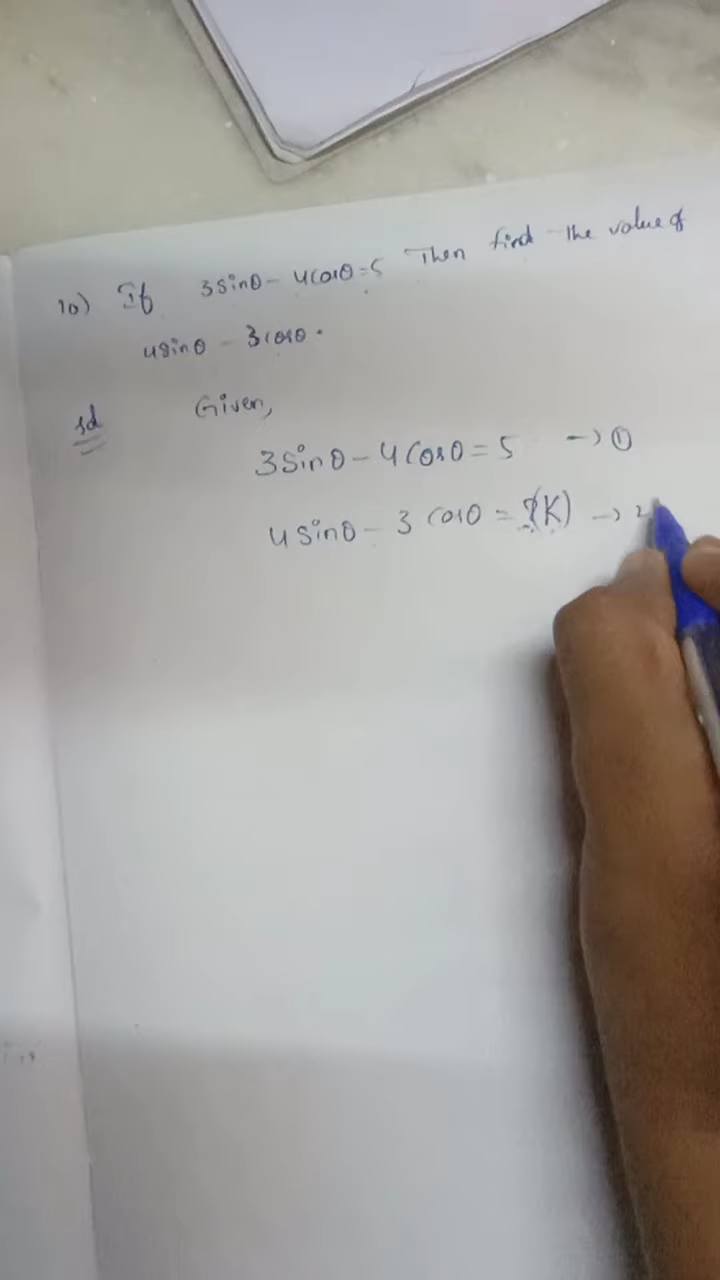 10) If 3sinθ - 4cosθ=5 Then find the value of
4sinθ - 3cosθ.
Sol Given,
3sinθ - 4cosθ = 5 → ①
4sinθ - 3cosθ = ?(K) → 2